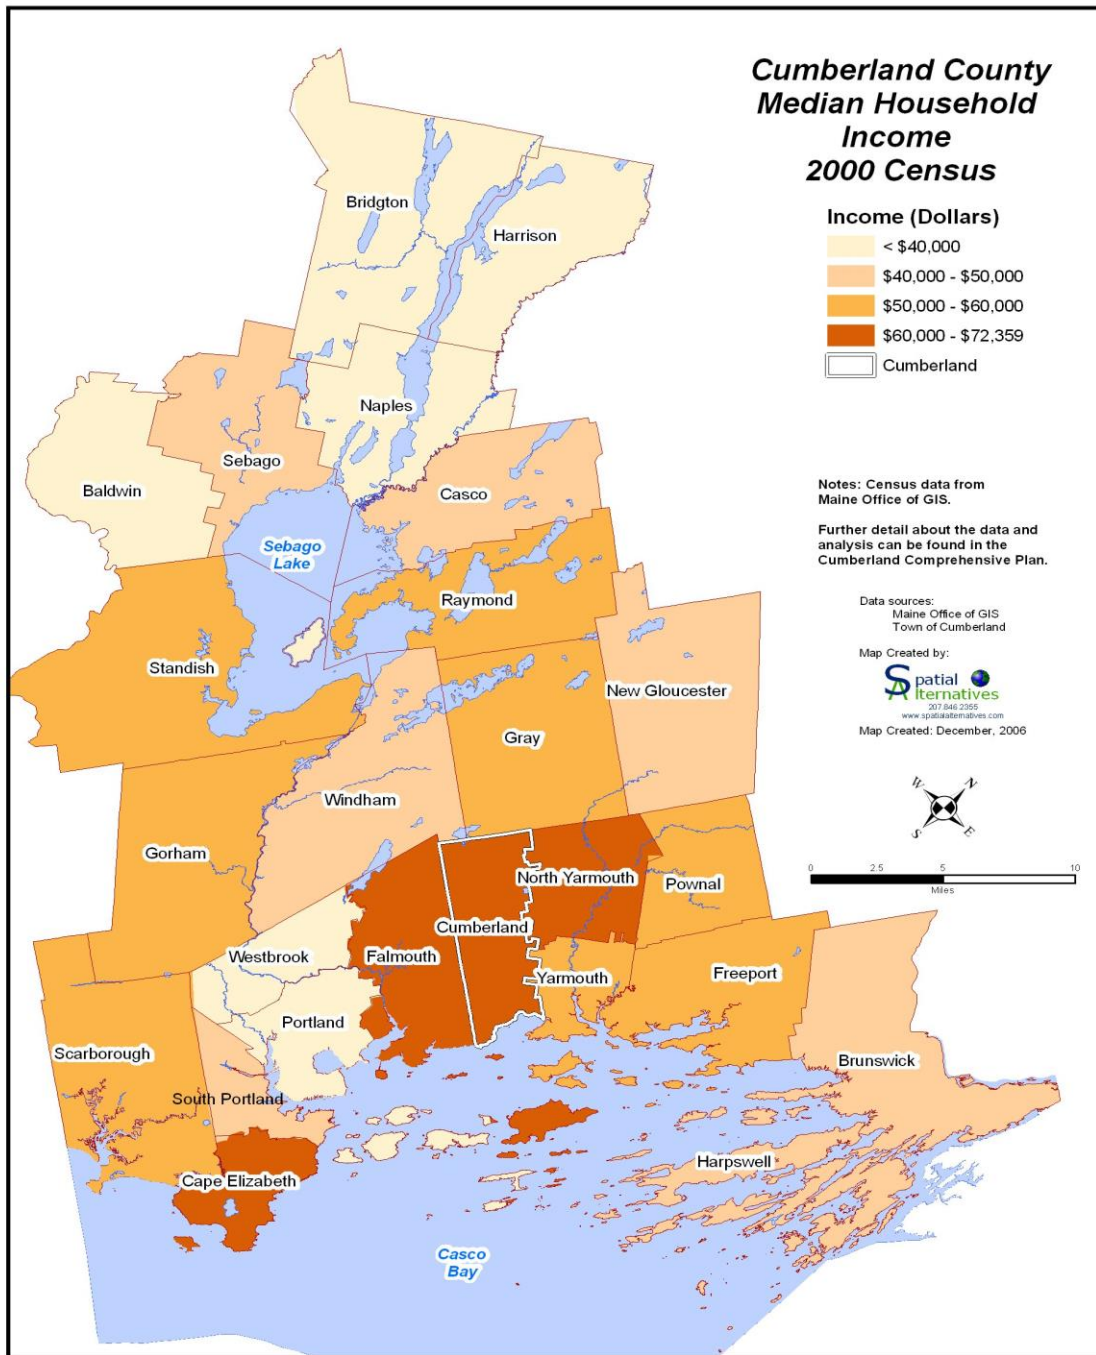 Cumberland County
Median Household
Income
2000 Census
Income (Dollars)
< $40,000
$40,000 - $50,000
$50,000 - $60,000
$60,000 - $72,359
Cumberland
Notes: Census data from
Maine Office of GIS.
Further detail about the data and
analysis can be found in the
Cumberland Comprehensive Plan.
Data sources:
Maine Office of GIS
Town of Cumberland
Map Created by:
Spatial
Alternatives
207.846.2355
www.spatialalternatives.com
Map Created: December, 2006
W
N
S
E
0
2.5
5
10
Miles
Bridgton
Harrison
Naples
Sebago
Baldwin
Casco
Sebago
Lake
Raymond
Standish
New Gloucester
Gray
Windham
Gorham
North Yarmouth
Pownal
Cumberland
Westbrook
Falmouth
Yarmouth
Freeport
Portland
Scarborough
Brunswick
South Portland
Harpswell
Cape Elizabeth
Casco
Bay